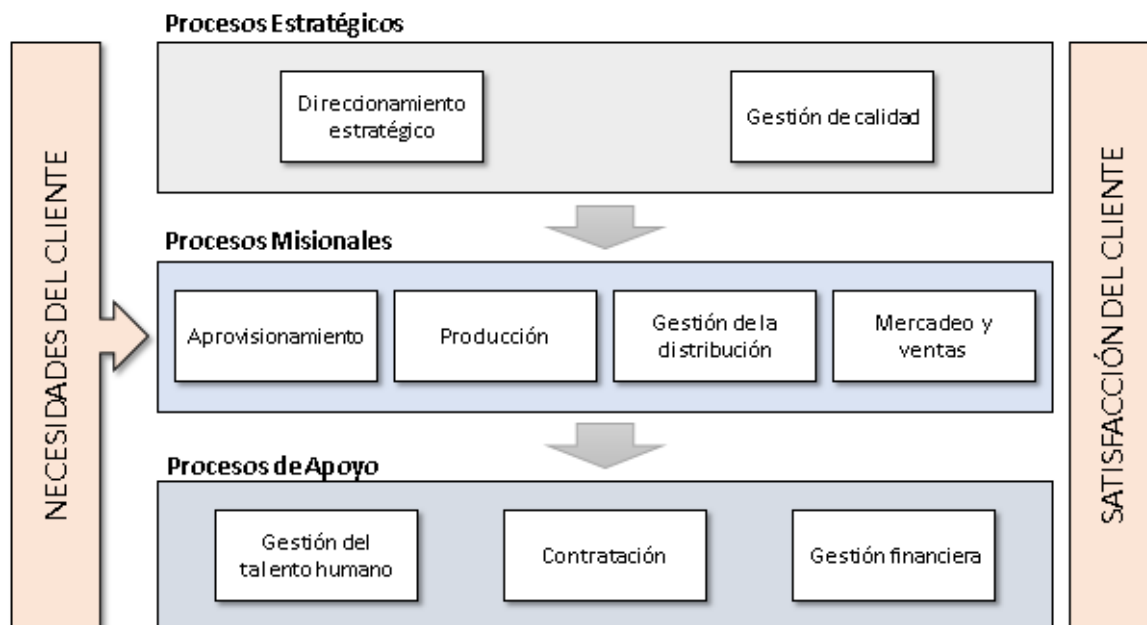 Procesos Estratégicos
Direccionamiento
estratégico
Gestión de calidad
NECESIDADES DEL CLIENTE
Procesos Misionales
Aprovisionamiento
Producción
Gestión de la
distribución
Mercadeo y
ventas
Procesos de Apoyo
Gestión del
talento humano
Contratación
Gestión financiera
SATISFACCIÓN DEL CLIENTE